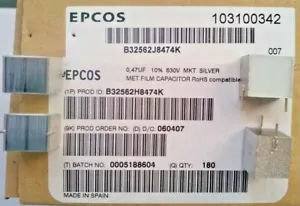 EPCOS
103100342
B32562J8474K
007
EPCOS
0,47UF 10% 630V MKT SILVER
MET FILM CAPACITOR RoHS compatible
(1P) PROD ID: B32562H8474K
(9K) PROD ORDER NO: (D) D/C: 060407
(T) BATCH NO: 0005188604
(Q) QTY: 180
MADE IN SPAIN